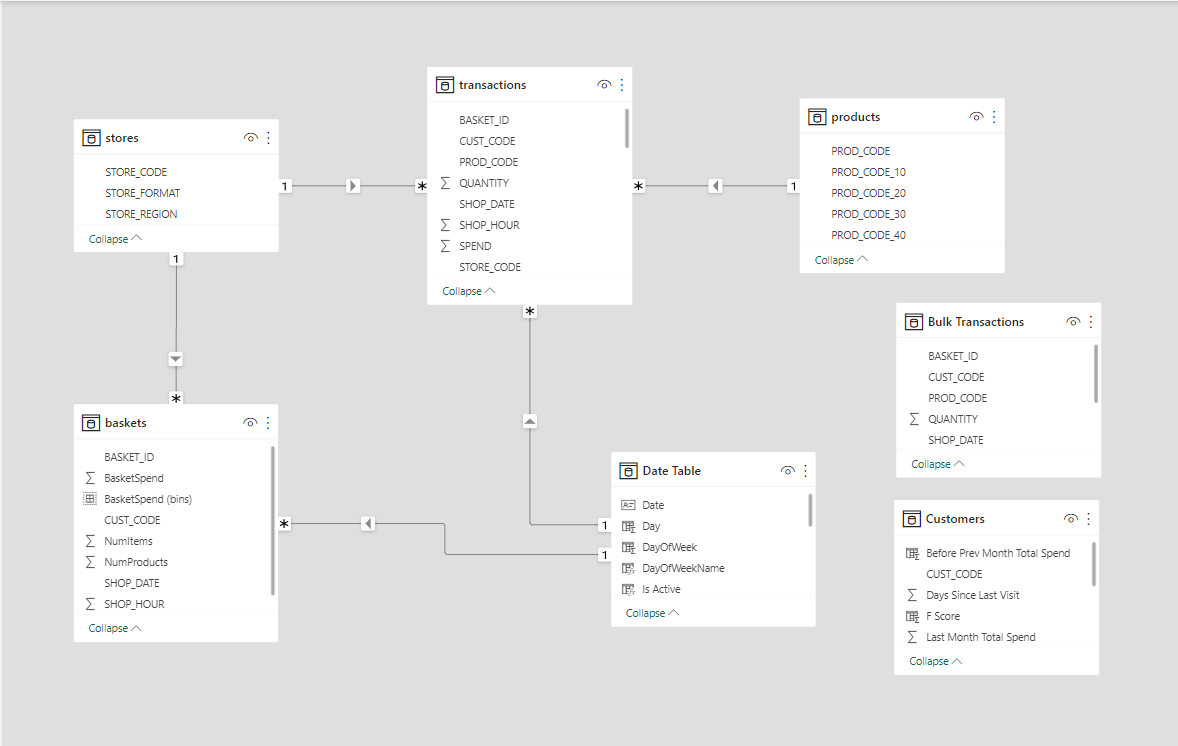 transactions
BASKET_ID
CUST_CODE
PROD_CODE
QUANTITY
SHOP_DATE
SHOP_HOUR
SPEND
STORE_CODE
Collapse
products
PROD_CODE
PROD_CODE_10
PROD_CODE_20
PROD_CODE_30
PROD_CODE_40
Collapse
stores
STORE_CODE
STORE_FORMAT
STORE_REGION
Collapse
1
*
*
1
1
*
*
Bulk Transactions
BASKET_ID
CUST_CODE
PROD_CODE
QUANTITY
SHOP_DATE
Collapse
baskets
BASKET_ID
BasketSpend
BasketSpend (bins)
CUST_CODE
NumItems
NumProducts
SHOP_DATE
SHOP_HOUR
Collapse
*
1
1
Date Table
Date
Day
DayOfWeek
DayOfWeekName
Is Active
Collapse
Customers
Before Prev Month Total Spend
CUST_CODE
Days Since Last Visit
F Score
Last Month Total Spend
Collapse